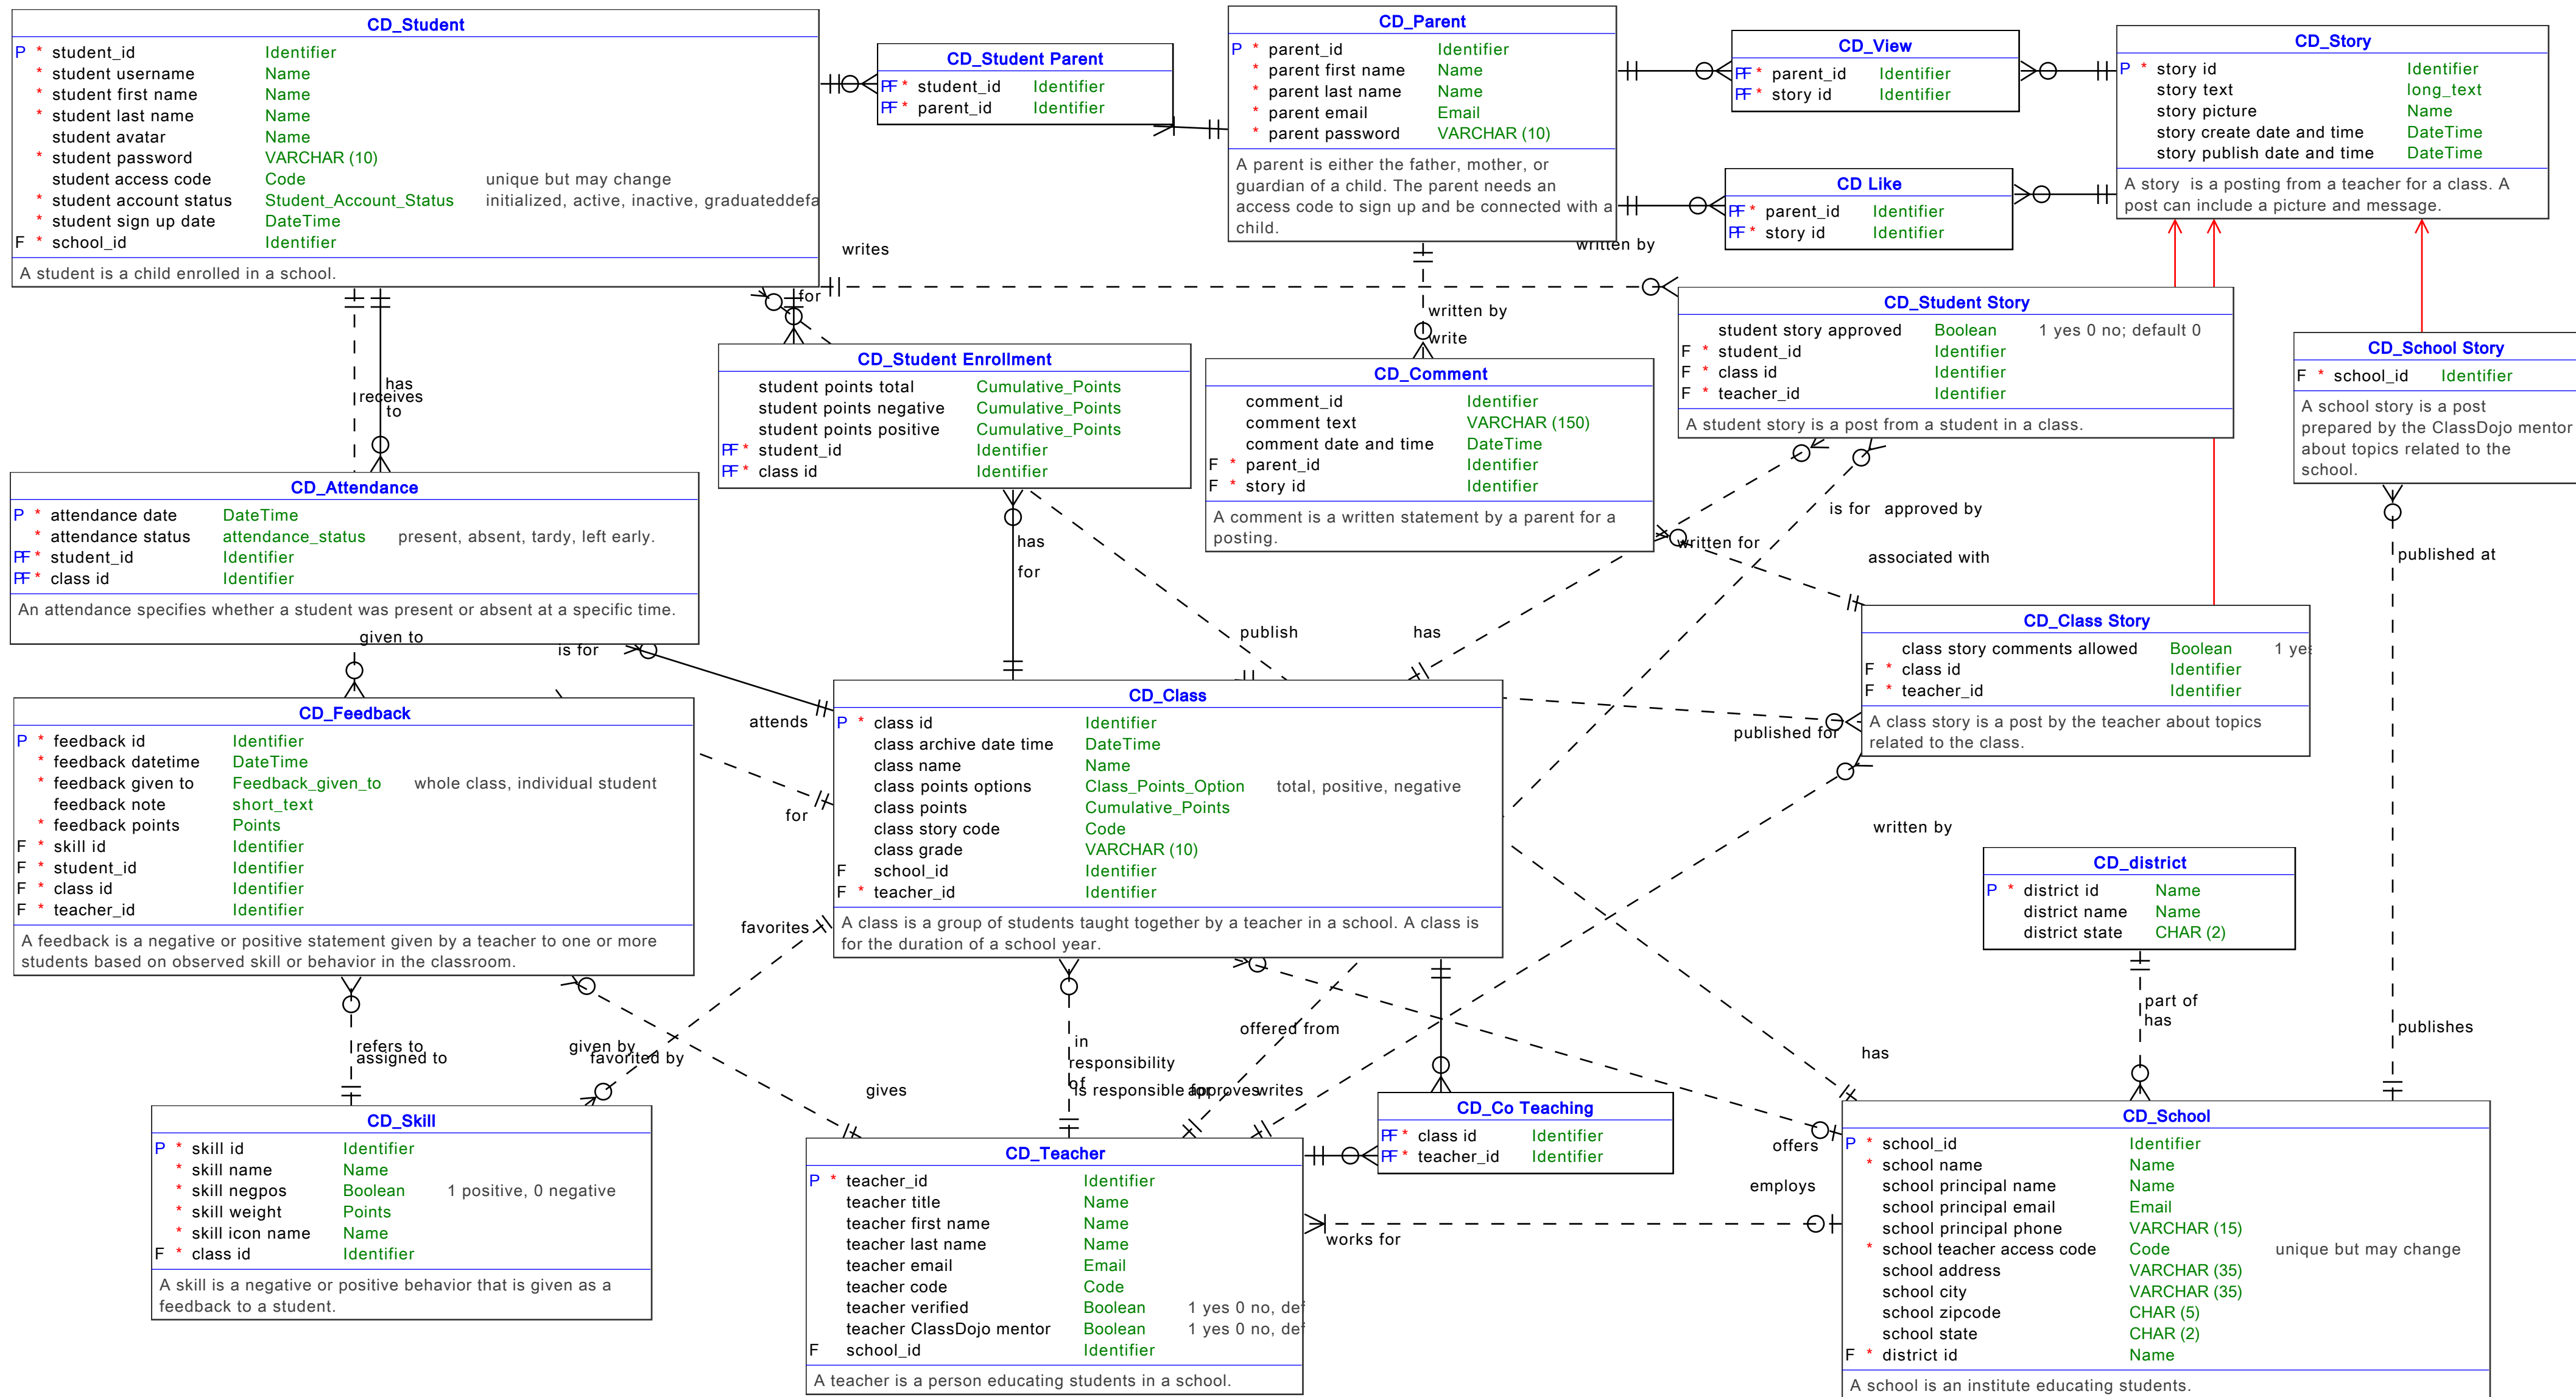 CD_Student
P * student_id Identifier
* student username Name
* student first name Name
* student last name Name
student avatar Name
* student password VARCHAR (10)
student access code Code unique but may change
* student account status Student_Account_Status initialized, active, inactive, graduateddefa
* student sign up date DateTime
F * school_id Identifier
A student is a child enrolled in a school.
CD_Student Parent
PF * student_id Identifier
PF * parent_id Identifier
CD_Parent
P * parent_id Identifier
* parent first name Name
* parent last name Name
* parent email Email
* parent password VARCHAR (10)
A parent is either the father, mother, or
guardian of a child. The parent needs an
access code to sign up and be connected with a
child.
CD_View
PF * parent_id Identifier
PF * story id Identifier
CD Like
PF * parent_id Identifier
PF * story id Identifier
CD_Story
P * story id Identifier
story text long_text
story picture Name
story create date and time DateTime
story publish date and time DateTime
A story is a posting from a teacher for a class. A
post can include a picture and message.
writes
written by
for
written by
write
has
receives
to
CD_Student Enrollment
student points total Cumulative_Points
student points negative Cumulative_Points
student points positive Cumulative_Points
PF * student_id Identifier
PF * class id Identifier
CD_Comment
comment_id Identifier
comment text VARCHAR (150)
comment date and time DateTime
F * parent_id Identifier
F * story id Identifier
A comment is a written statement by a parent for a
posting.
CD_Student Story
student story approved Boolean 1 yes 0 no; default 0
F * student_id Identifier
F * class id Identifier
F * teacher_id Identifier
A student story is a post from a student in a class.
CD_School Story
F * school_id Identifier
A school story is a post
prepared by the ClassDojo mentor
about topics related to the
school.
CD_Attendance
P * attendance date DateTime
* attendance status attendance_status present, absent, tardy, left early.
PF * student_id Identifier
PF * class id Identifier
An attendance specifies whether a student was present or absent at a specific time.
given to
is for
has
for
is for approved by
written for
associated with
published at
publish
has
CD_Class Story
class story comments allowed Boolean 1 yes
F * class id Identifier
F * teacher_id Identifier
A class story is a post by the teacher about topics
related to the class.
CD_Feedback
P * feedback id Identifier
* feedback datetime DateTime
* feedback given to Feedback_given_to whole class, individual student
feedback note short_text
* feedback points Points
F * skill id Identifier
F * student_id Identifier
F * class id Identifier
F * teacher_id Identifier
A feedback is a negative or positive statement given by a teacher to one or more
students based on observed skill or behavior in the classroom.
attends
for
favorites
CD_Class
P * class id Identifier
class archive date time DateTime
class name Name
class points options Class_Points_Option total, positive, negative
class points Cumulative_Points
class story code Code
class grade VARCHAR (10)
F school_id Identifier
F * teacher_id Identifier
A class is a group of students taught together by a teacher in a school. A class is
for the duration of a school year.
published for
written by
CD_district
P * district id Name
district name Name
district state CHAR (2)
part of
has
publishes
refers to
assigned to
given by
favorited by
in
responsibility
of
is responsible for
approves
writes
offered from
gives
has
offers
employs
works for
CD_Skill
P * skill id Identifier
* skill name Name
* skill negpos Boolean 1 positive, 0 negative
* skill weight Points
* skill icon name Name
F * class id Identifier
A skill is a negative or positive behavior that is given as a
feedback to a student.
CD_Teacher
P * teacher_id Identifier
teacher title Name
teacher first name Name
teacher last name Name
teacher email Email
teacher code Code
teacher verified Boolean 1 yes 0 no, def
teacher ClassDojo mentor Boolean 1 yes 0 no, def
F school_id Identifier
A teacher is a person educating students in a school.
CD_Co Teaching
PF * class id Identifier
PF * teacher_id Identifier
CD_School
P * school_id Identifier
* school name Name
school principal name Name
school principal email Email
school principal phone VARCHAR (15)
* school teacher access code Code unique but may change
school address VARCHAR (35)
school city VARCHAR (35)
school zipcode CHAR (5)
school state CHAR (2)
F * district id Name
A school is an institute educating students.